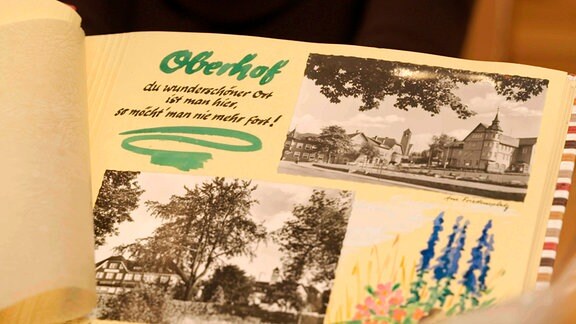 Oberhof
du wunderschöner Ort
ist man hier,
so möcht' man nie mehr fort!